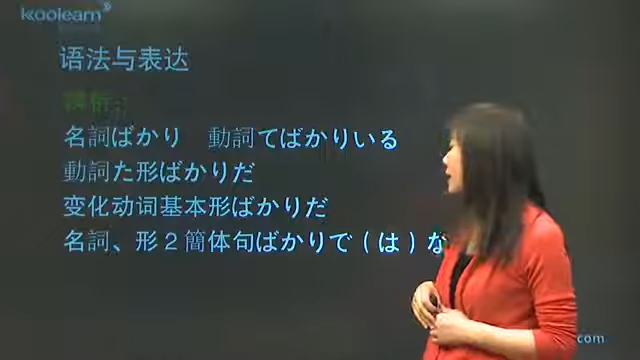 koolearn
语法与表达
名詞ばかり 動詞てばかりいる
動詞た形ばかりだ
变化动词基本形ばかりだ
名詞、形2簡体句ばかりで(は)な
.com